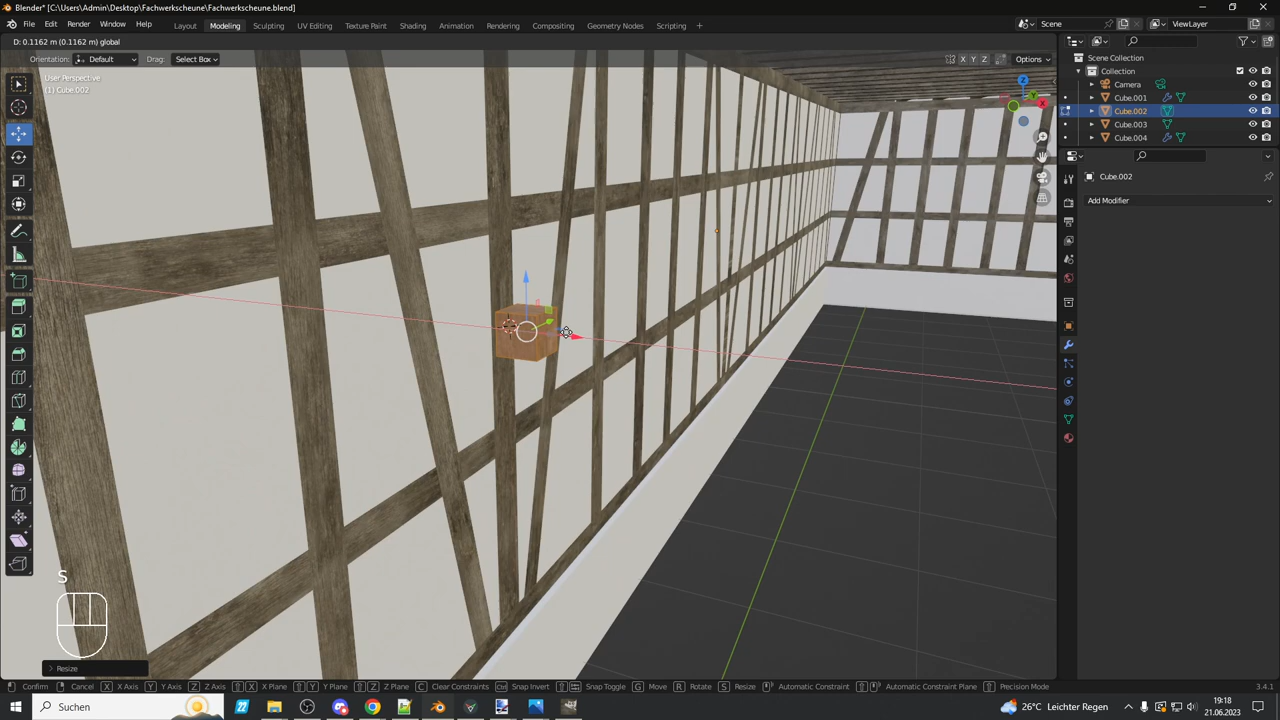 Blender* [C:\Users\Admin\Desktop\Fachwerkscheune\Fachwerkscheune.blend]
File Edit Render Window Help Layout Modeling Sculpting UV Editing Texture Paint Shading Animation Rendering Compositing Geometry Nodes Scripting + Scene ViewLayer
D: 0.1162 m (0.1162 m) global
Orientation: Default Drag: Select Box X Y Z Options
User Perspective
(1) Cube.002
Scene Collection
Collection
Camera
Cube.001
Cube.002
Cube.003
Cube.004
Cube.002
Add Modifier
Z
X
S
Resize
Confirm Cancel X X Axis Y Y Axis Z Z Axis X X Plane Y Y Plane Z Z Plane C Clear Constraints Ctrl Snap Invert Snap Toggle G Move R Rotate S Resize Automatic Constraint Automatic Constraint Plane Precision Mode 3.4.1
Suchen 26°C Leichter Regen 19:18
21.06.2023